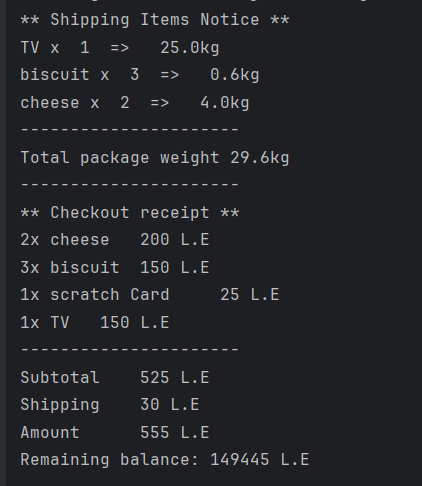 ** Shipping Items Notice **
TV x  1  =>   25.0kg
biscuit x  3  =>   0.6kg
cheese x  2  =>   4.0kg
----------------------
Total package weight 29.6kg
----------------------
** Checkout receipt **
2x cheese   200 L.E
3x biscuit  150 L.E
1x scratch Card     25 L.E
1x TV   150 L.E
----------------------
Subtotal    525 L.E
Shipping    30 L.E
Amount      555 L.E
Remaining balance: 149445 L.E